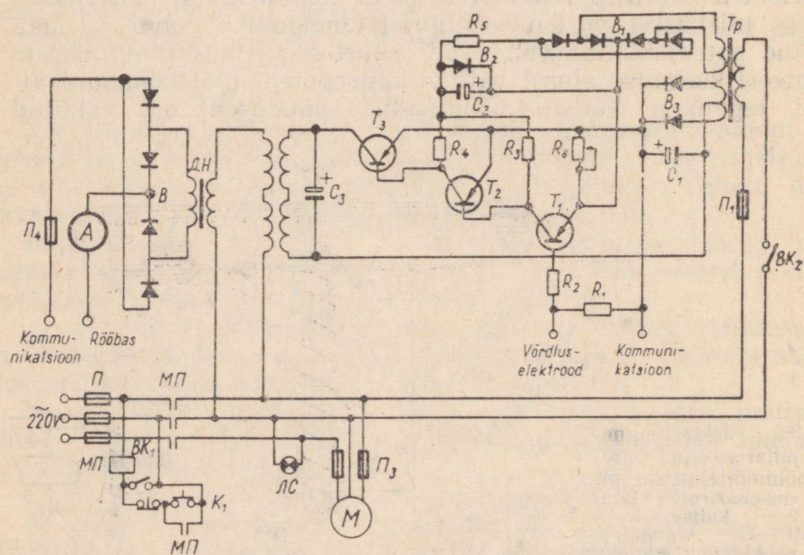 R5
B1
Tp
B2
C2
B3
T3
R4
R3
R6
C1
B
ДН
C3
T2
T1
П4
A
П1
BK2
R2
R1
Kommu-
nikatsioon
Rööbas
Võrdlus-
elektrood
Kommuni-
katsioon
П
МП
~220V
МП
BK1
K1
ЛС
П3
M
МП